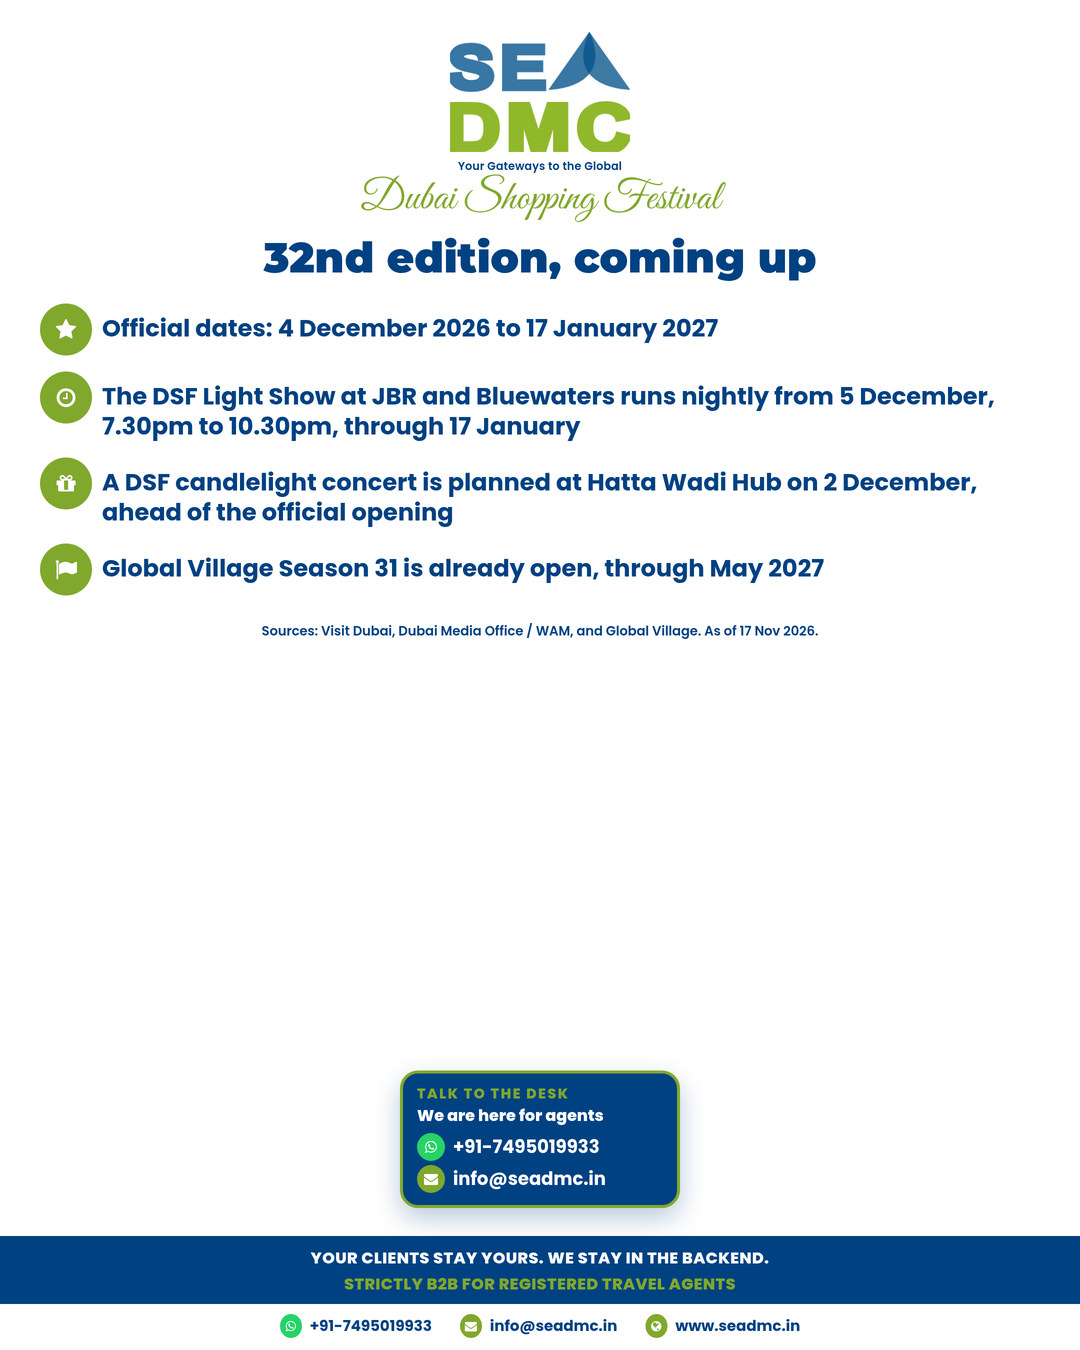 SEA
DMC
Your Gateways to the Global
Dubai Shopping Festival
32nd edition, coming up
Official dates: 4 December 2026 to 17 January 2027
The DSF Light Show at JBR and Bluewaters runs nightly from 5 December,
7.30pm to 10.30pm, through 17 January
A DSF candlelight concert is planned at Hatta Wadi Hub on 2 December,
ahead of the official opening
Global Village Season 31 is already open, through May 2027
Sources: Visit Dubai, Dubai Media Office / WAM, and Global Village. As of 17 Nov 2026.
TALK TO THE DESK
We are here for agents
+91-7495019933
info@seadmc.in
YOUR CLIENTS STAY YOURS. WE STAY IN THE BACKEND.
STRICTLY B2B FOR REGISTERED TRAVEL AGENTS
+91-7495019933 info@seadmc.in www.seadmc.in